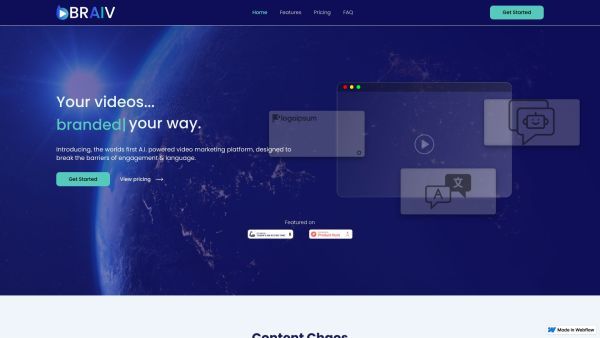 BRAIV
Home
Features
Pricing
FAQ
Get Started
Your videos...
branded| your way.
logoipsum
Introducing, the worlds first A.I. powered video marketing platform, designed to
break the barriers of engagement & language.
Get Started
View pricing
A
文
Featured on
Product Hunt
Content Chaos
Made in Webflow